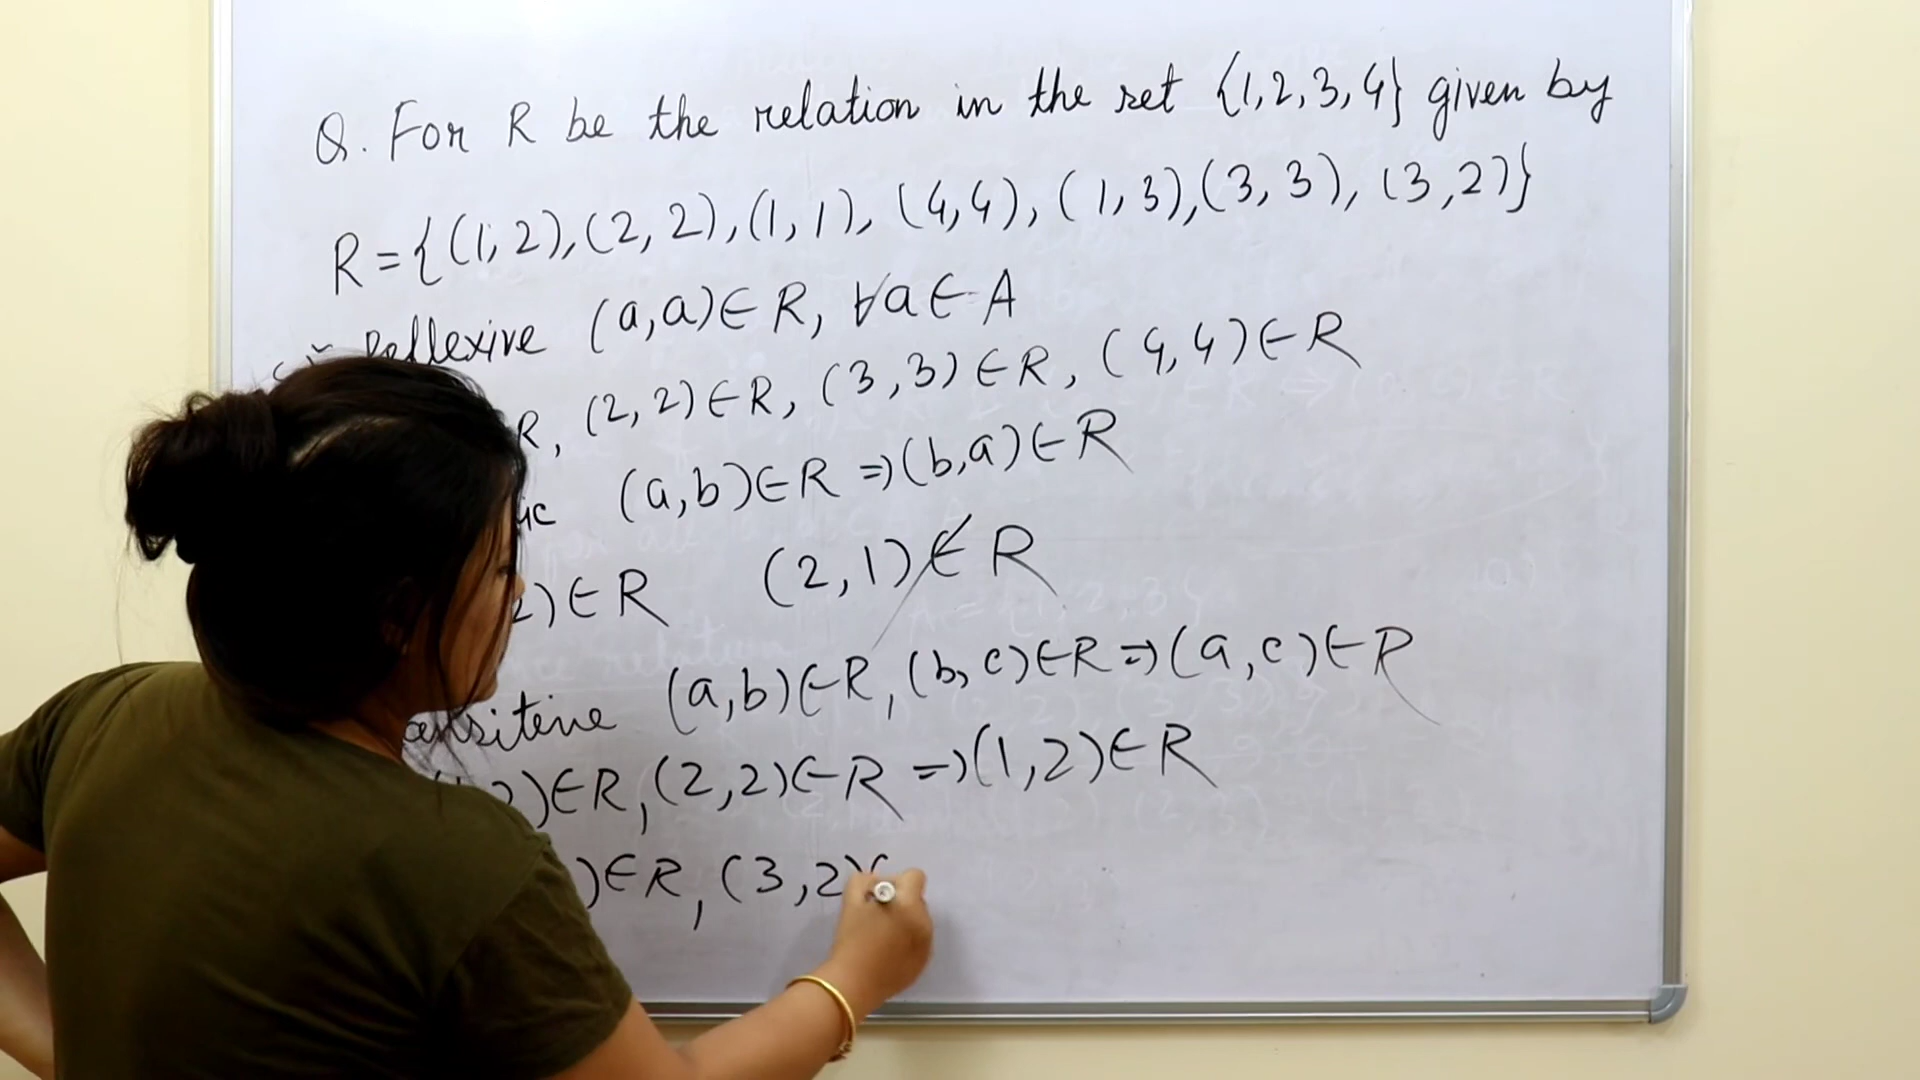 Q. For R be the relation in the set {1,2,3,4} given by
R = {(1,2),(2,2),(1,1),(4,4),(1,3),(3,3),(3,2)}
Reflexive (a,a)∈R, ∀a∈A
R, (2,2)∈R, (3,3)∈R, (4,4)∈R
(a,b)∈R ⇒(b,a)∈R
2)∈R (2,1)∉R
(a,b)∈R, (b,c)∈R⇒(a,c)∈R
2)∈R,(2,2)∈R ⇒(1,2)∈R
)∈R, (3,2)